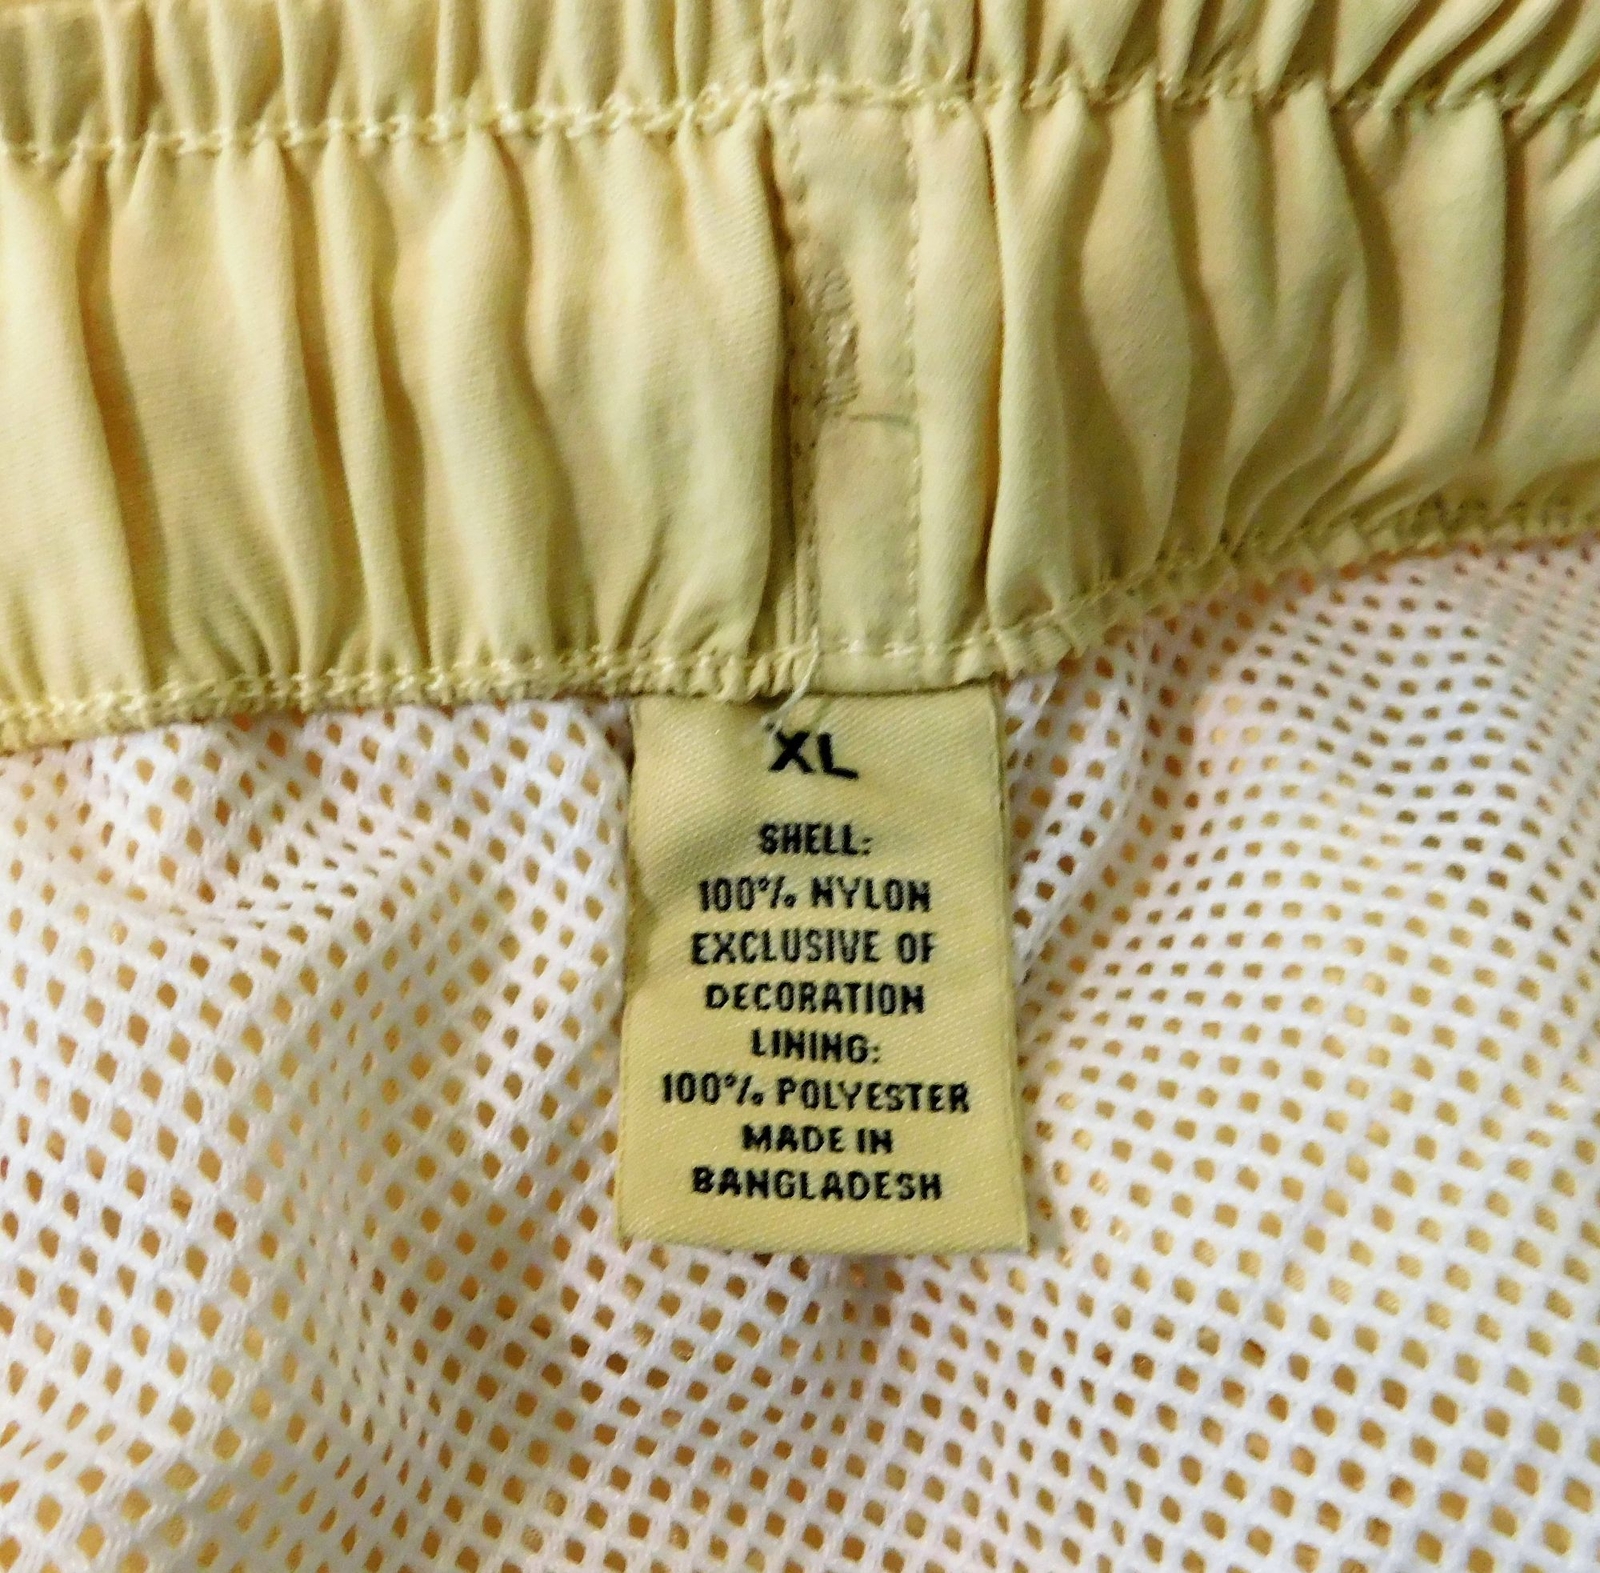 XL
SHELL:
100% NYLON
EXCLUSIVE OF
DECORATION
LINING:
100% POLYESTER
MADE IN
BANGLADESH